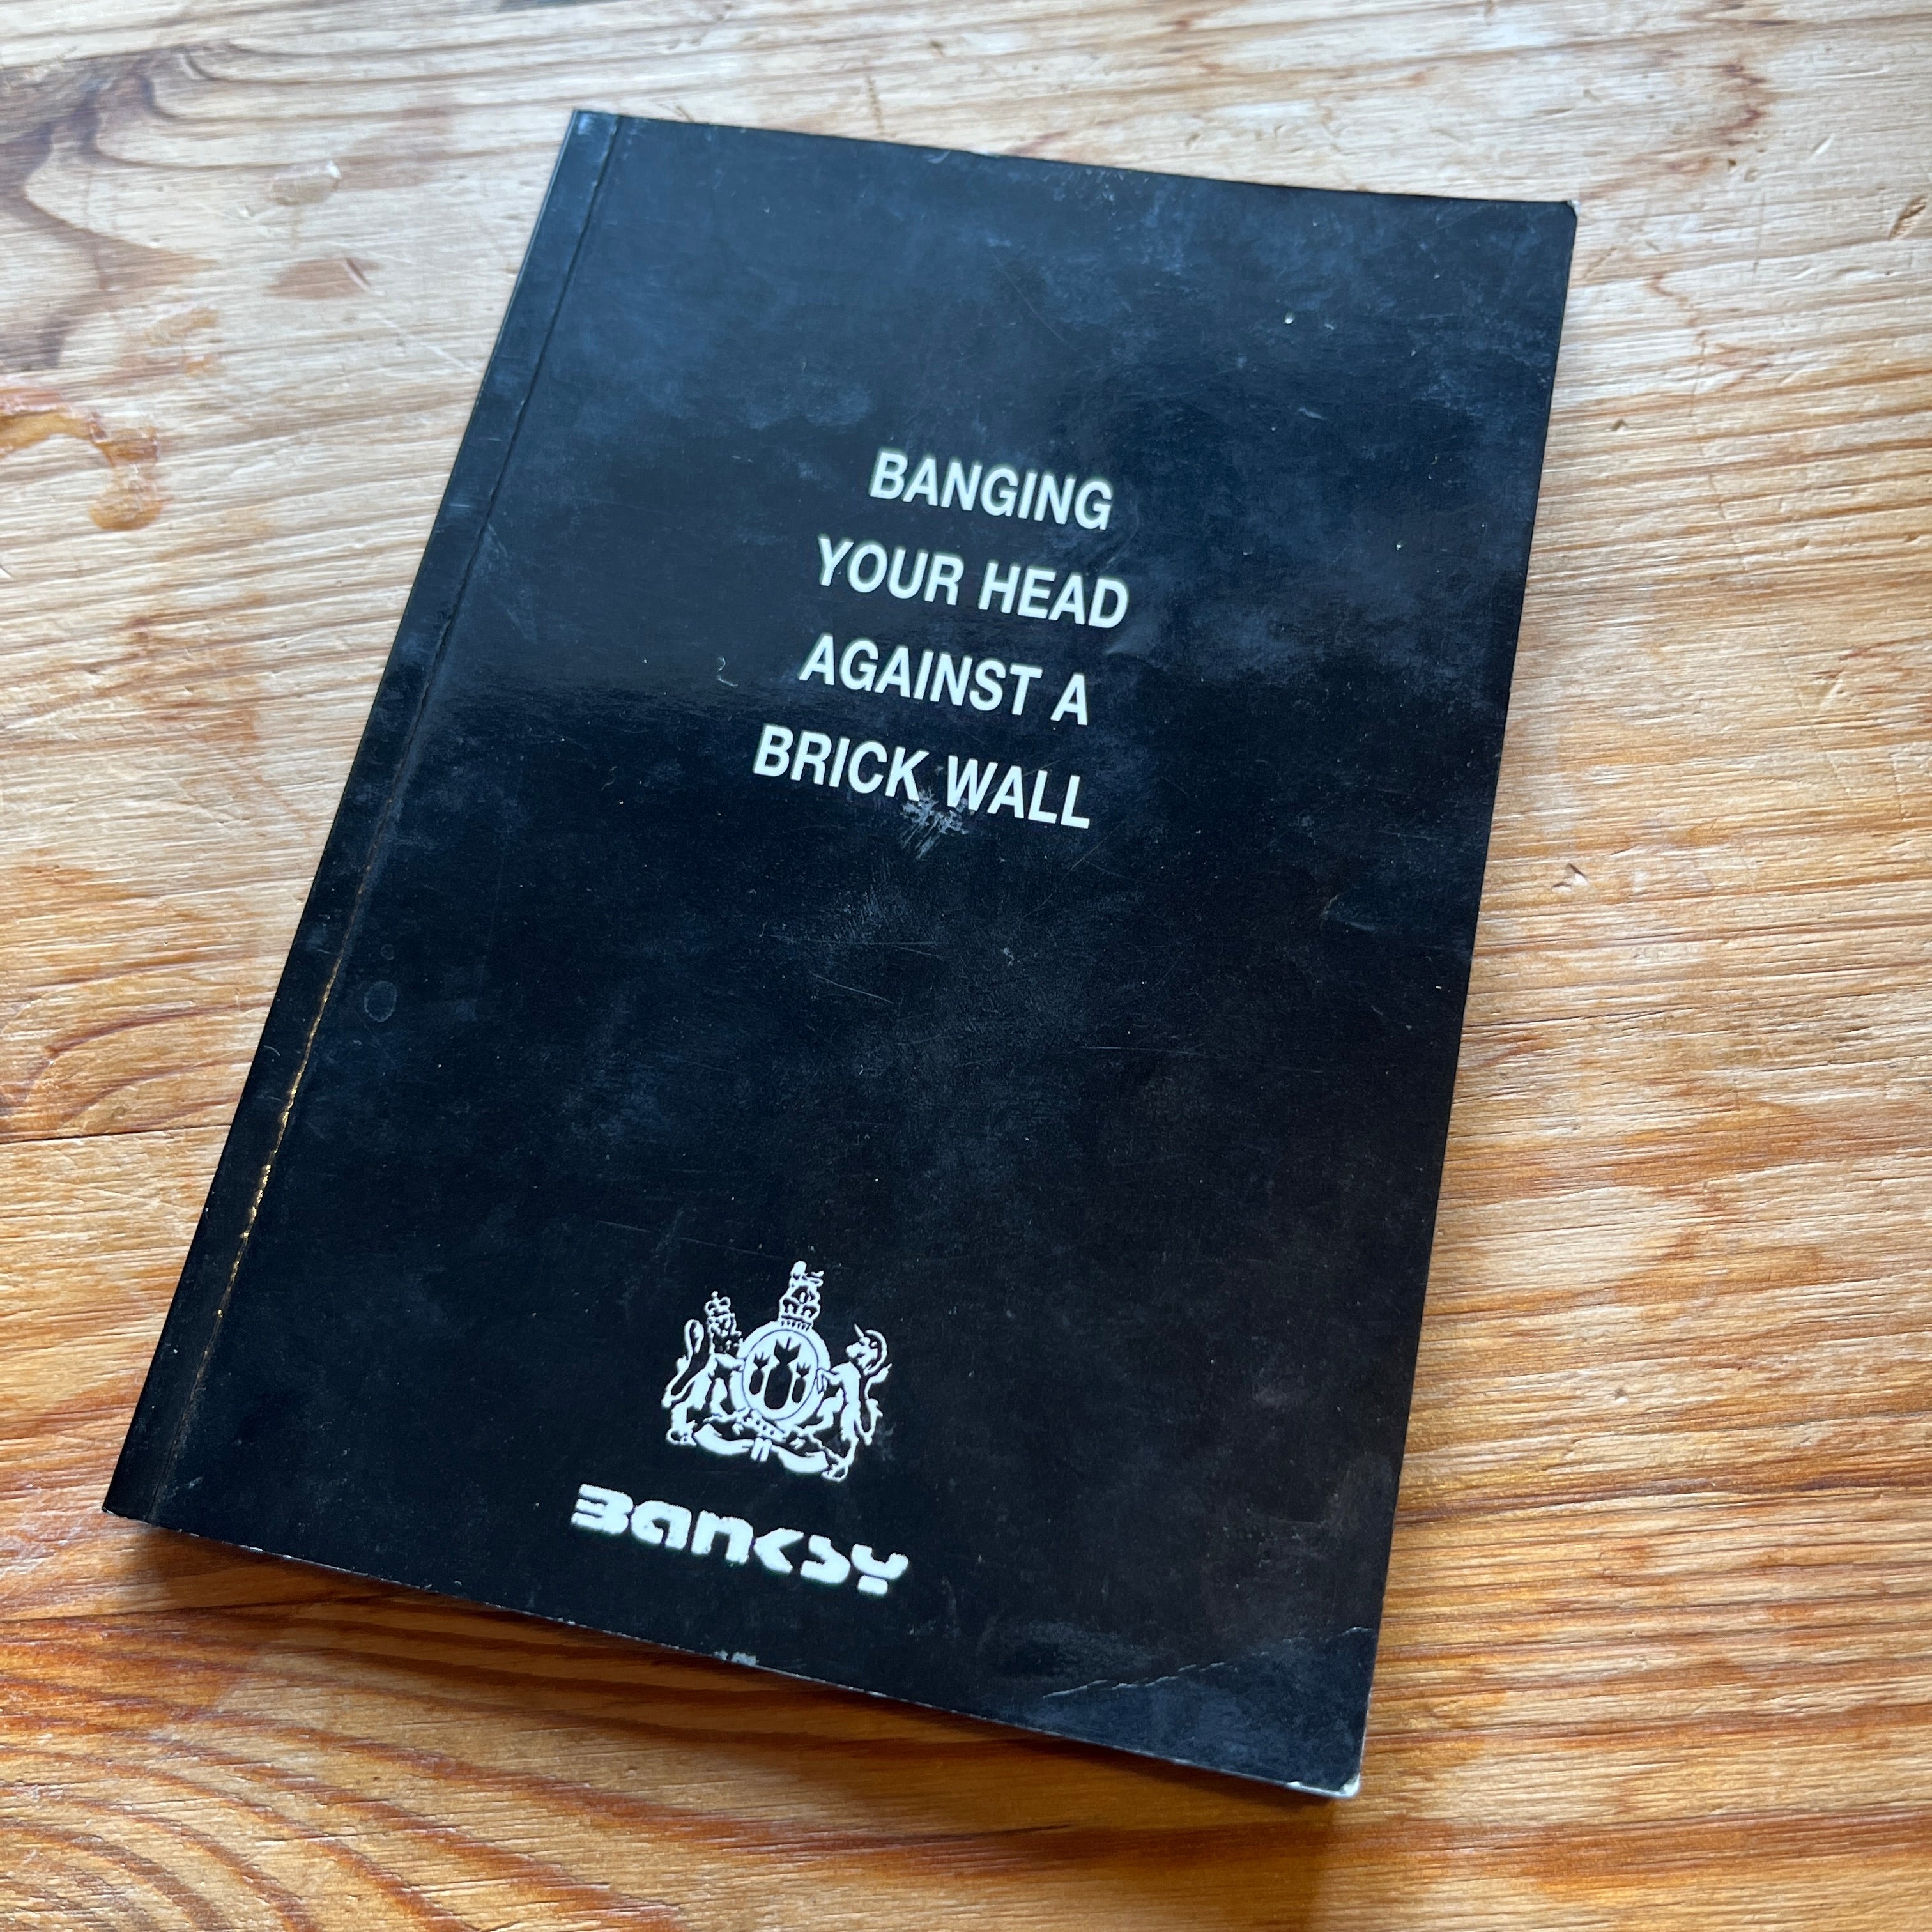 BANGING
YOUR HEAD
AGAINST A
BRICK WALL
BANKSY